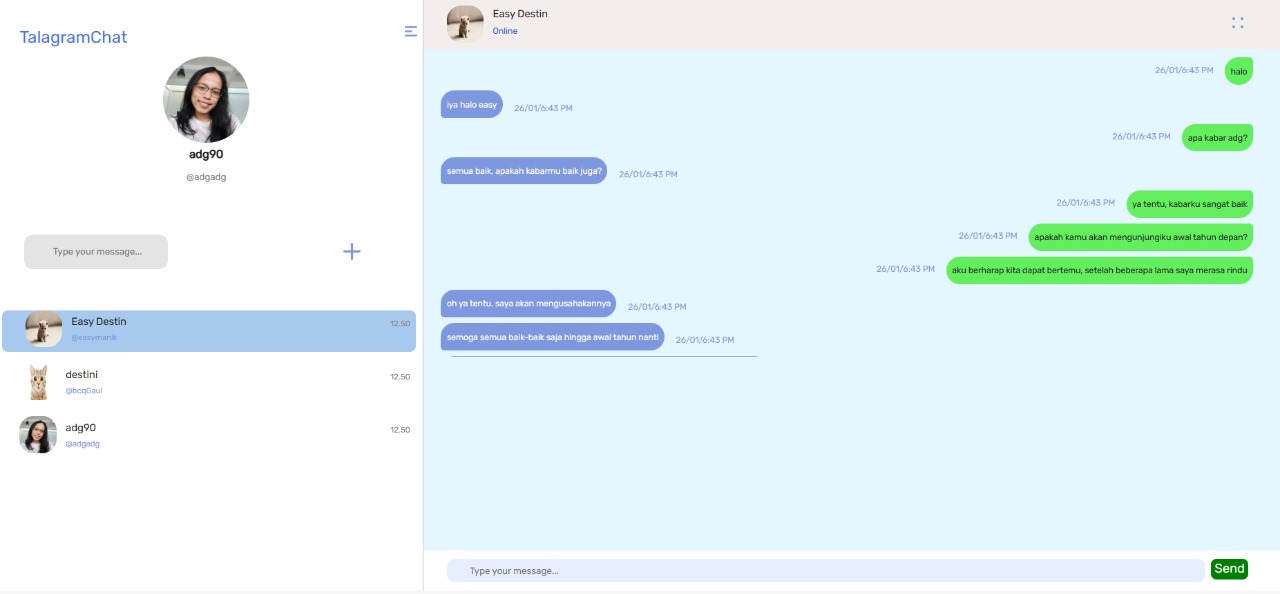 TalagramChat
adg90
@adgadg
Type your message...
Easy Destin
@easymanik
12.50
destini
@bcqGaul
12.50
adg90
@adgadg
12.50
Easy Destin
Online
26/01/6:43 PM halo
iya halo easy 26/01/6:43 PM
26/01/6:43 PM apa kabar adg?
semua baik, apakah kabarmu baik juga? 26/01/6:43 PM
26/01/6:43 PM ya tentu, kabarku sangat baik
26/01/6:43 PM apakah kamu akan mengunjungiku awal tahun depan?
26/01/6:43 PM aku berharap kita dapat bertemu, setelah beberapa lama saya merasa rindu
oh ya tentu. saya akan mengusahakannya 26/01/6:43 PM
semoga semua baik-baik saja hingga awal tahun nanti 26/01/6:43 PM
Type your message...
Send